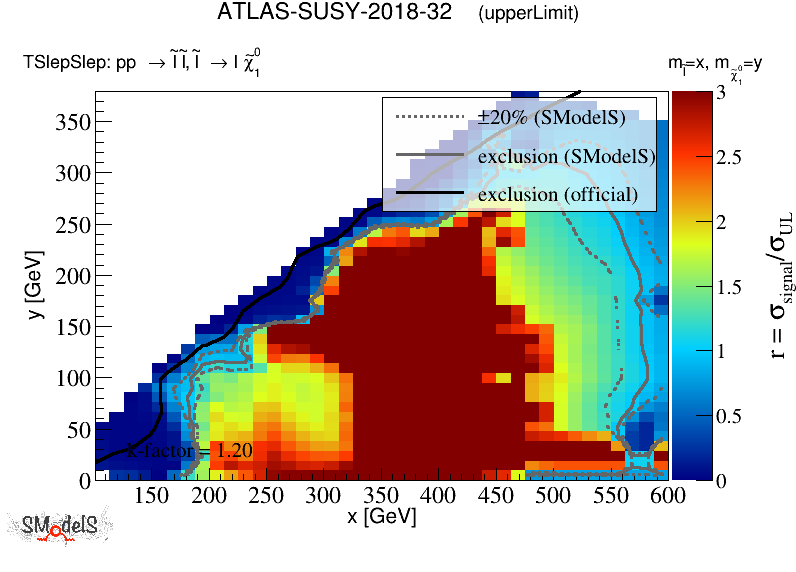 ATLAS-SUSY-2018-32 (upperLimit)
TSlepSlep: pp → l̃ l̃, l̃ → l χ̃₁⁰
m_l̃=x, m_χ̃₁⁰=y
±20% (SModelS)
exclusion (SModelS)
exclusion (official)
k-factor = 1.20
350
300
250
200
150
100
50
0
y [GeV]
150 200 250 300 350 400 450 500 550 600
x [GeV]
3
2.5
2
1.5
1
0.5
0
r = σ_signal/σ_UL
SModelS